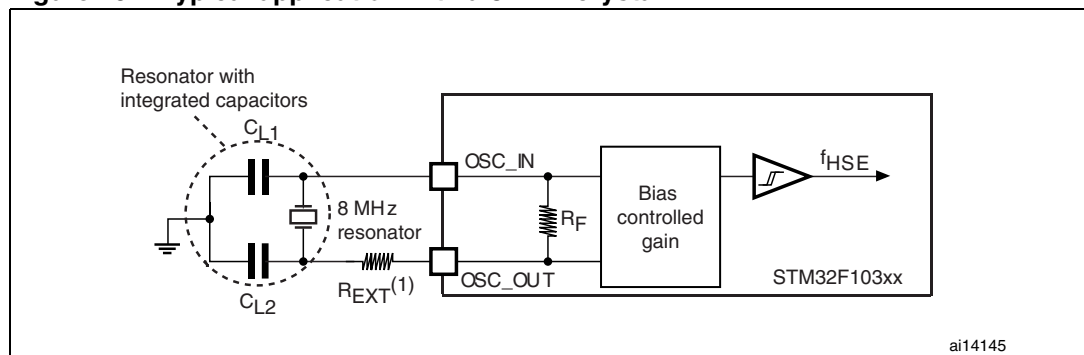 Resonator with
integrated capacitors
CL1
OSC_IN
fHSE
8 MHz
resonator
RF
Bias
controlled
gain
REXT(1)
OSC_OUT
STM32F103xx
CL2
ai14145